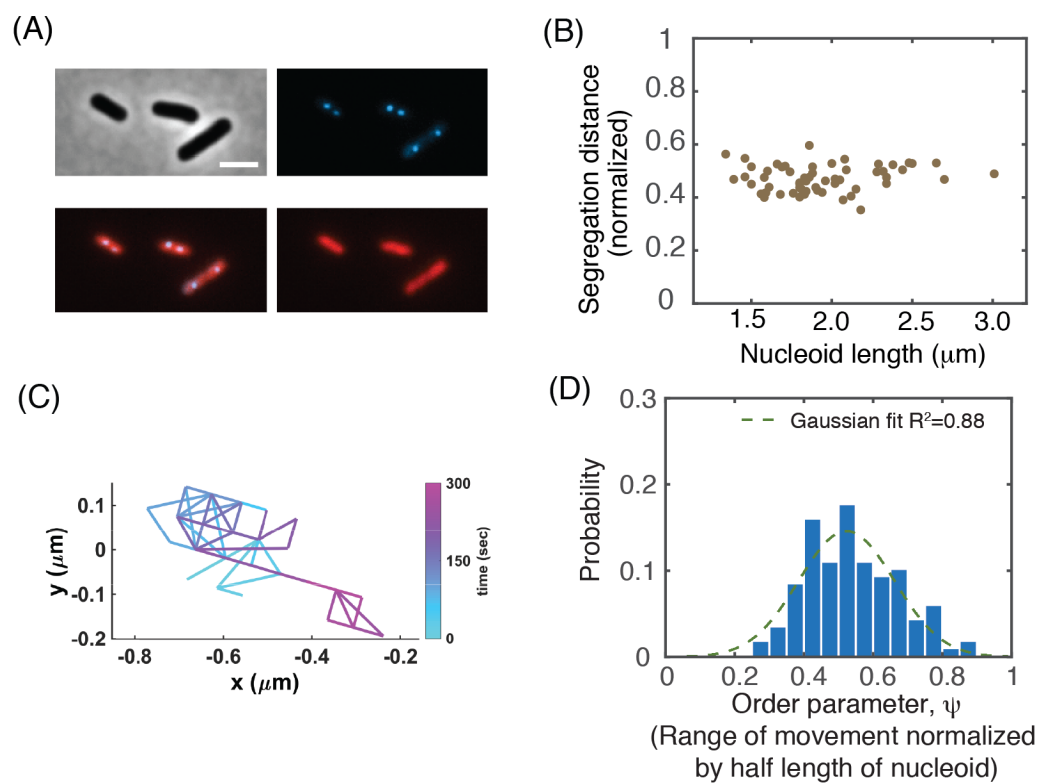 (A)
(B)
1
0.8
0.6
0.4
0.2
0
Segregation distance
(normalized)
1.5 2.0 2.5 3.0
Nucleoid length (μm)
(C)
0.1
0
-0.1
-0.2
y (μm)
-0.8 -0.6 -0.4 -0.2
x (μm)
300
150
0
time (sec)
(D)
0.3
0.2
0.1
0
Probability
Gaussian fit R²=0.88
0 0.2 0.4 0.6 0.8 1
Order parameter, ψ
(Range of movement normalized
by half length of nucleoid)